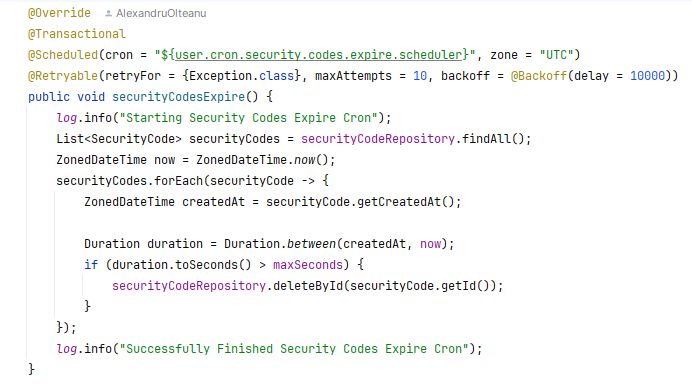 @Override AlexandruOlteanu
@Transactional
@Scheduled(cron = "${user.cron.security.codes.expire.scheduler}", zone = "UTC")
@Retryable(retryFor = {Exception.class}, maxAttempts = 10, backoff = @Backoff(delay = 10000))
public void securityCodesExpire() {
    log.info("Starting Security Codes Expire Cron");
    List<SecurityCode> securityCodes = securityCodeRepository.findAll();
    ZonedDateTime now = ZonedDateTime.now();
    securityCodes.forEach(securityCode -> {
        ZonedDateTime createdAt = securityCode.getCreatedAt();
        Duration duration = Duration.between(createdAt, now);
        if (duration.toSeconds() > maxSeconds) {
            securityCodeRepository.deleteById(securityCode.getId());
        }
    });
    log.info("Successfully Finished Security Codes Expire Cron");
}